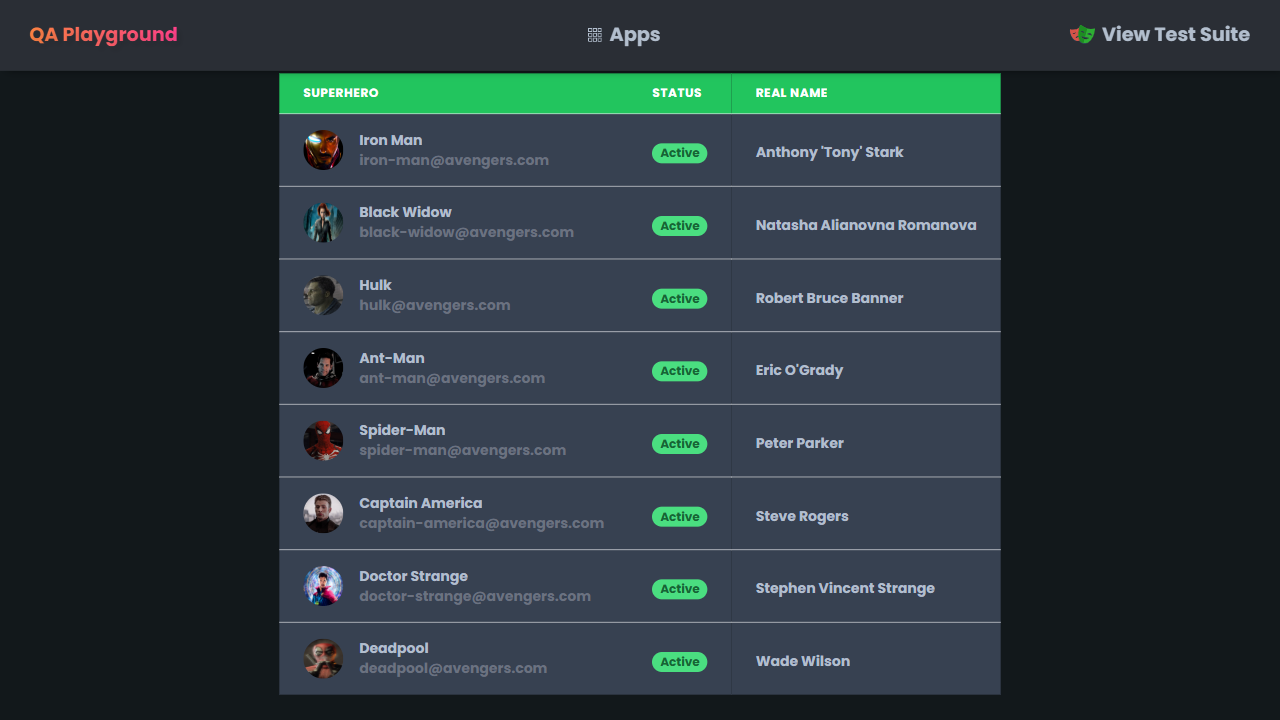 QA Playground
Apps
View Test Suite
SUPERHERO STATUS REAL NAME
Iron Man
iron-man@avengers.com
Active
Anthony 'Tony' Stark
Black Widow
black-widow@avengers.com
Active
Natasha Alianovna Romanova
Hulk
hulk@avengers.com
Active
Robert Bruce Banner
Ant-Man
ant-man@avengers.com
Active
Eric O'Grady
Spider-Man
spider-man@avengers.com
Active
Peter Parker
Captain America
captain-america@avengers.com
Active
Steve Rogers
Doctor Strange
doctor-strange@avengers.com
Active
Stephen Vincent Strange
Deadpool
deadpool@avengers.com
Active
Wade Wilson